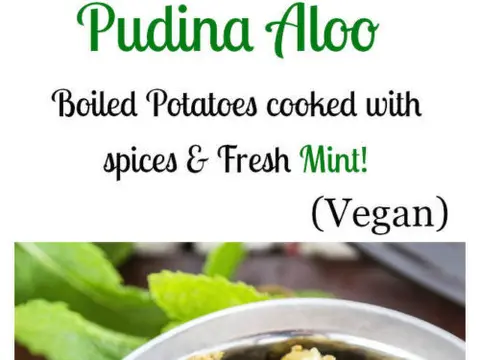 Pudina Aloo
Boiled Potatoes cooked with
spices & Fresh Mint!
(Vegan)